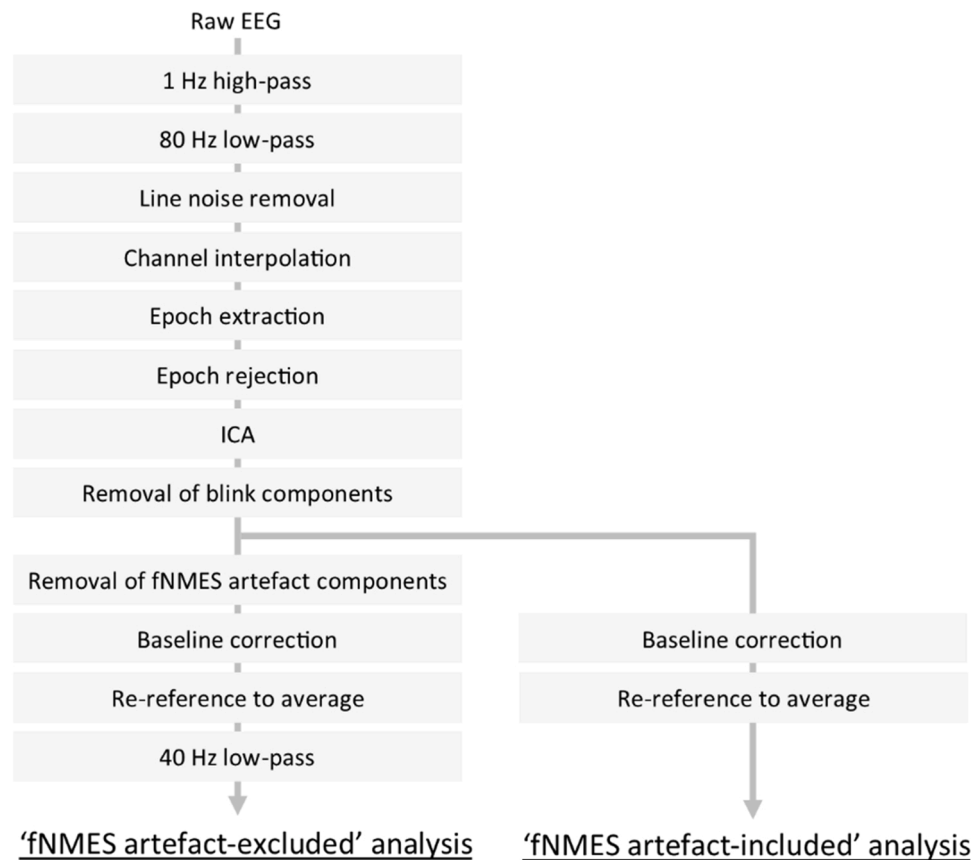 Raw EEG
1 Hz high-pass
80 Hz low-pass
Line noise removal
Channel interpolation
Epoch extraction
Epoch rejection
ICA
Removal of blink components
Removal of fNMES artefact components
Baseline correction
Re-reference to average
40 Hz low-pass
‘fNMES artefact-excluded’ analysis
Baseline correction
Re-reference to average
‘fNMES artefact-included’ analysis